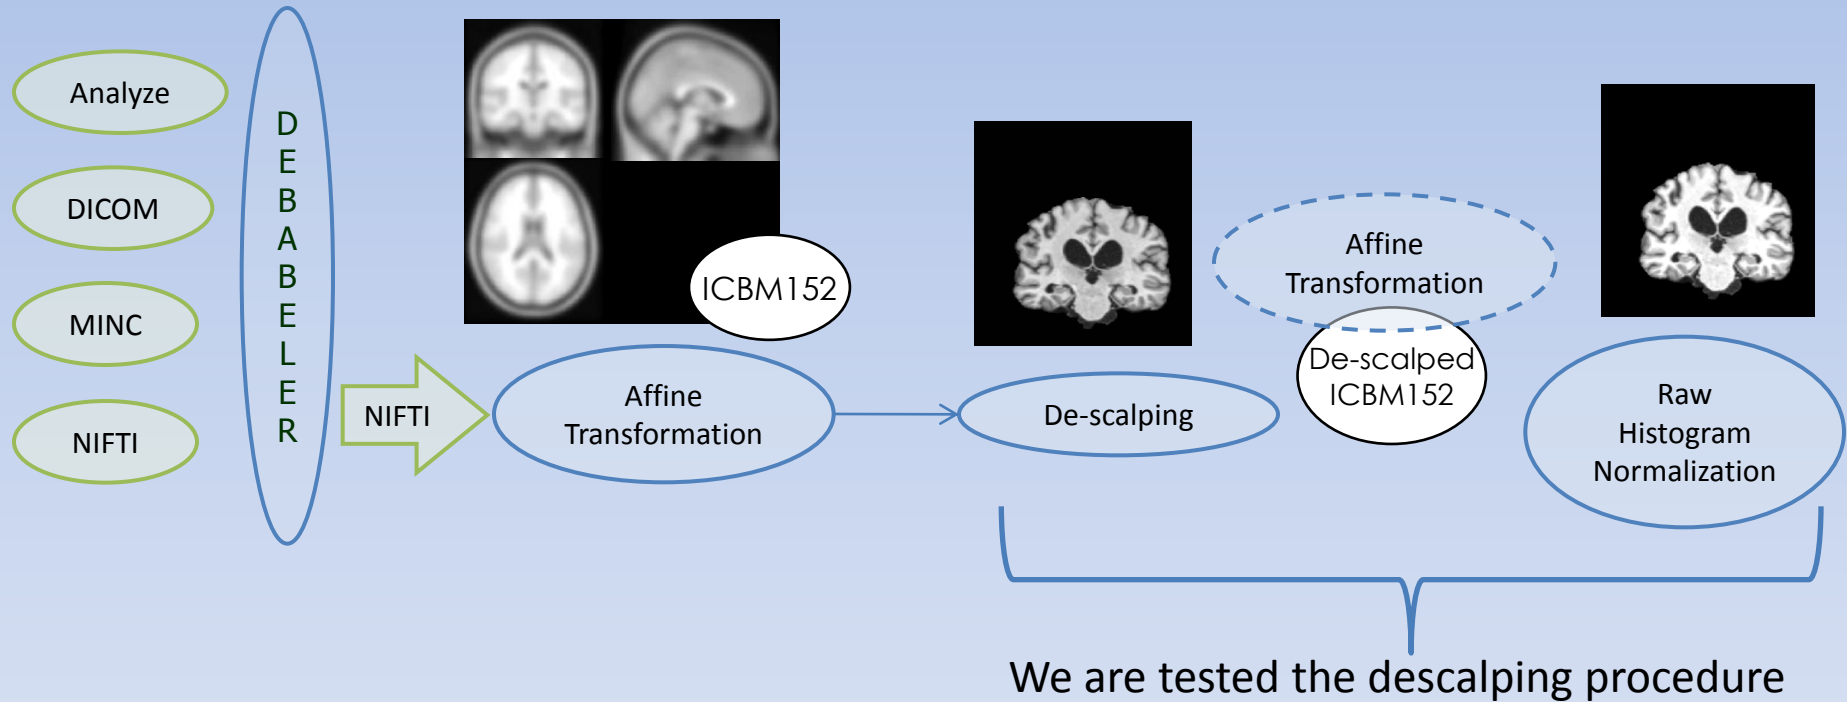 Analyze
DICOM
MINC
NIFTI
D
E
B
A
B
E
L
E
R
NIFTI
ICBM152
Affine
Transformation
De-scalping
Affine
Transformation
De-scalped
ICBM152
Raw
Histogram
Normalization
We are tested the descalping procedure